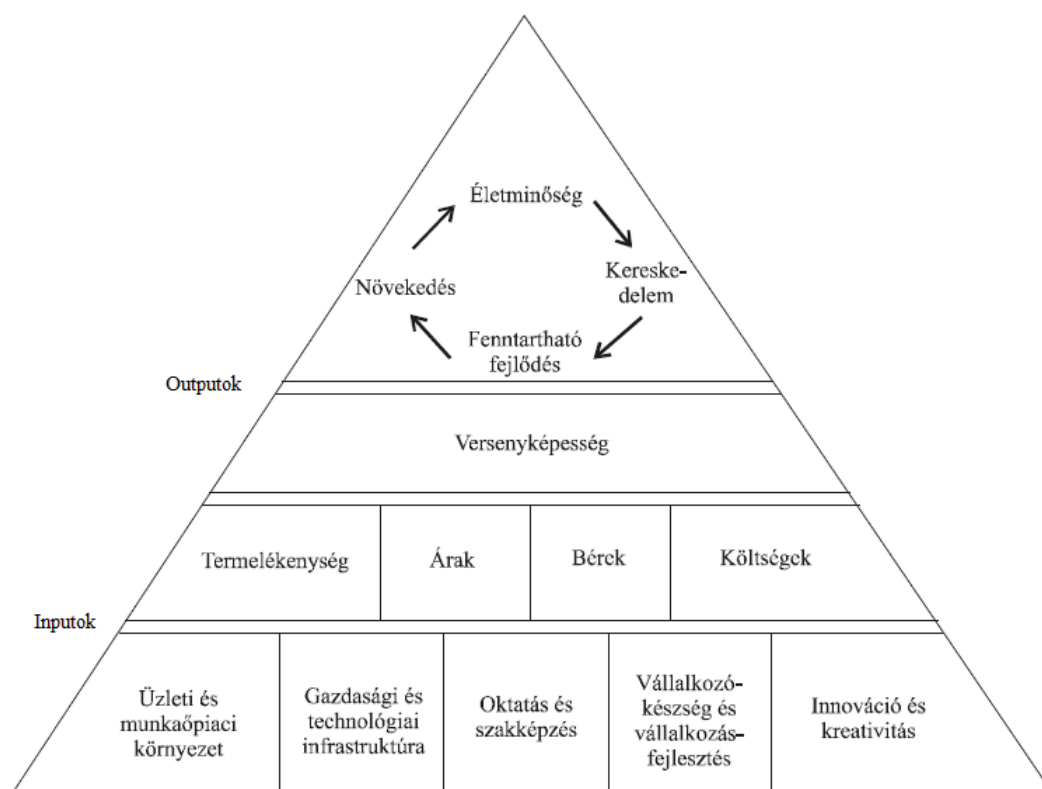 Életminőség
Növekedés
Kereske-
delem
Fenntartható
fejlődés
Outputok
Versenyképesség
Termelékenység
Árak
Bérek
Költségek
Inputok
Üzleti és
munkaőpiaci
környezet
Gazdasági és
technológiai
infrastruktúra
Oktatás és
szakképzés
Vállalkozó-
készség és
vállalkozás-
fejlesztés
Innováció és
kreativitás